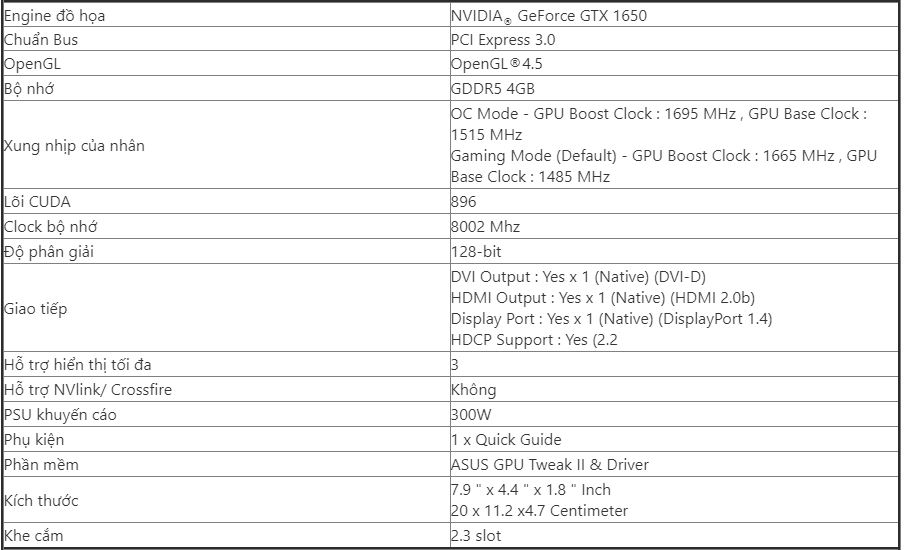 Engine đồ họa
NVIDIA® GeForce GTX 1650
Chuẩn Bus
PCI Express 3.0
OpenGL
OpenGL®4.5
Bộ nhớ
GDDR5 4GB
Xung nhịp của nhân
OC Mode - GPU Boost Clock : 1695 MHz , GPU Base Clock :
1515 MHz
Gaming Mode (Default) - GPU Boost Clock : 1665 MHz , GPU
Base Clock : 1485 MHz
Lõi CUDA
896
Clock bộ nhớ
8002 Mhz
Độ phân giải
128-bit
Giao tiếp
DVI Output : Yes x 1 (Native) (DVI-D)
HDMI Output : Yes x 1 (Native) (HDMI 2.0b)
Display Port : Yes x 1 (Native) (DisplayPort 1.4)
HDCP Support : Yes (2.2
Hỗ trợ hiển thị tối đa
3
Hỗ trợ NVlink/ Crossfire
Không
PSU khuyến cáo
300W
Phụ kiện
1 x Quick Guide
Phần mềm
ASUS GPU Tweak II & Driver
Kích thước
7.9 " x 4.4 " x 1.8 " Inch
20 x 11.2 x4.7 Centimeter
Khe cắm
2.3 slot